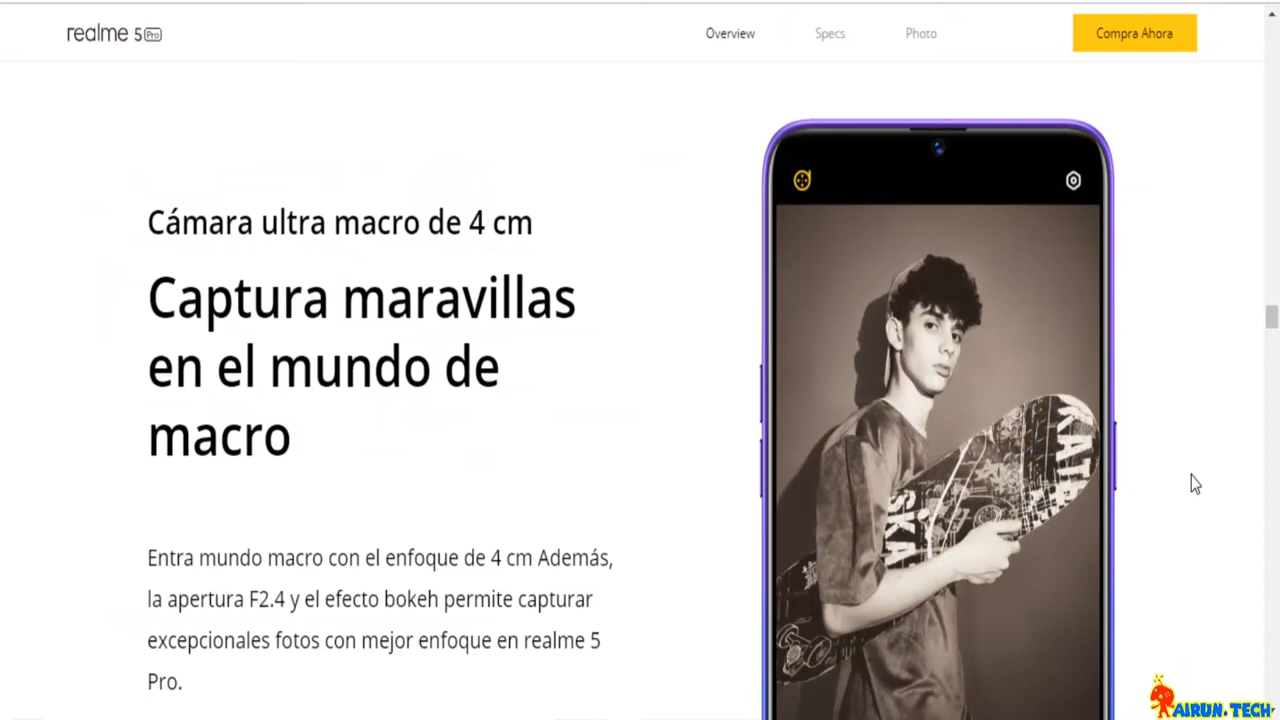 realme 5 Pro
Overview
Specs
Photo
Compra Ahora
Cámara ultra macro de 4 cm
Captura maravillas
en el mundo de
macro
Entra mundo macro con el enfoque de 4 cm Además,
la apertura F2.4 y el efecto bokeh permite capturar
excepcionales fotos con mejor enfoque en realme 5
Pro.
SKA
KATE
AIRUN.TECH